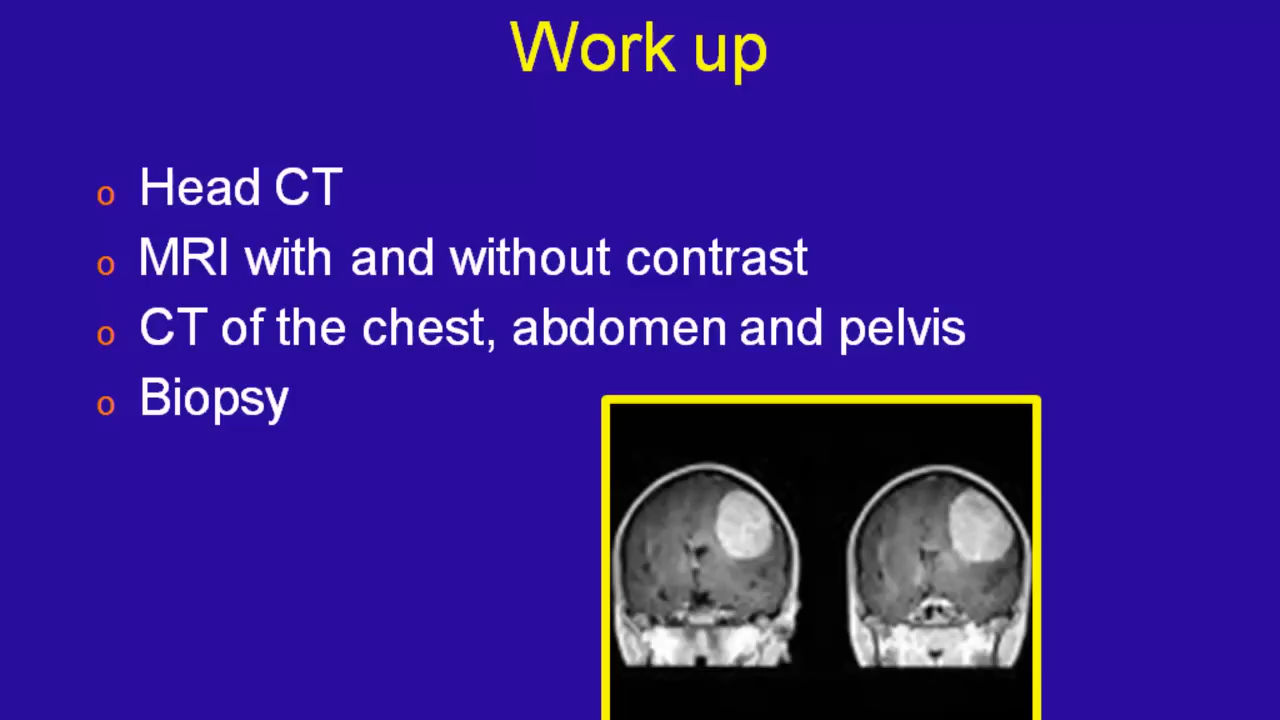 Work up
o Head CT
o MRI with and without contrast
o CT of the chest, abdomen and pelvis
o Biopsy